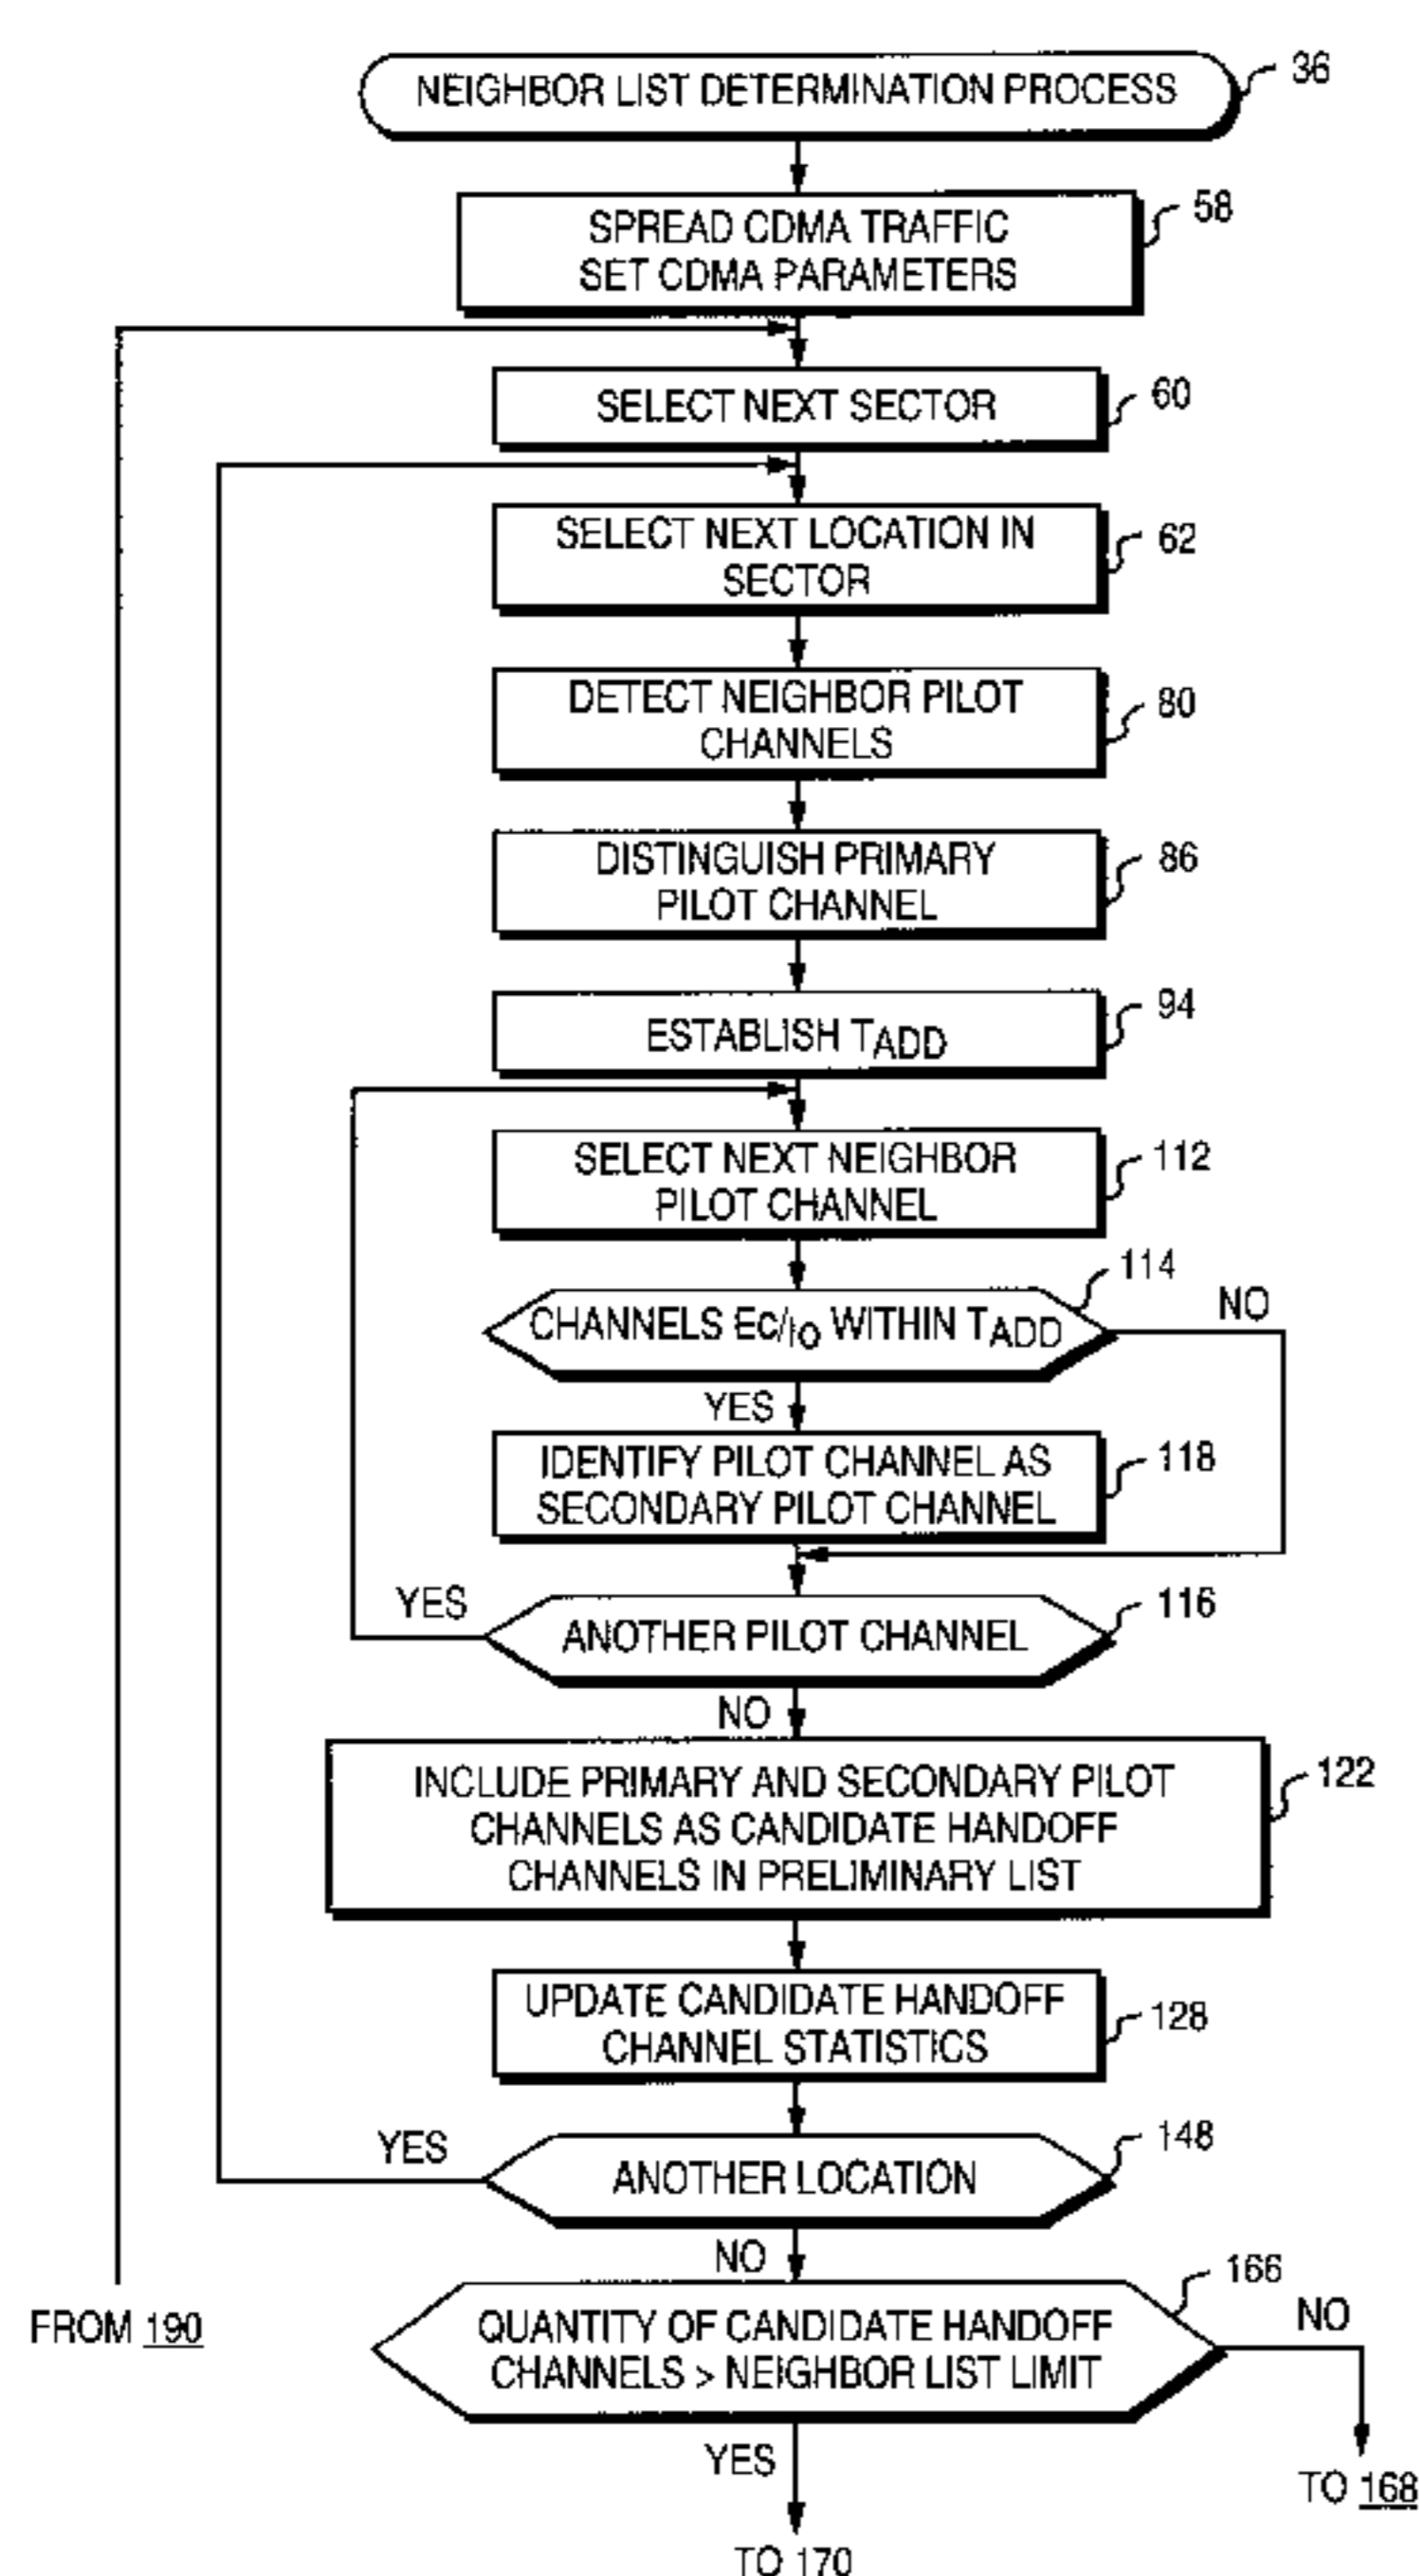 NEIGHBOR LIST DETERMINATION PROCESS
36
SPREAD CDMA TRAFFIC
SET CDMA PARAMETERS
58
SELECT NEXT SECTOR
60
SELECT NEXT LOCATION IN
SECTOR
62
DETECT NEIGHBOR PILOT
CHANNELS
80
DISTINGUISH PRIMARY
PILOT CHANNEL
86
ESTABLISH TADD
94
SELECT NEXT NEIGHBOR
PILOT CHANNEL
112
CHANNELS Ec/Io WITHIN TADD
114
NO
YES
IDENTIFY PILOT CHANNEL AS
SECONDARY PILOT CHANNEL
118
YES
ANOTHER PILOT CHANNEL
116
NO
INCLUDE PRIMARY AND SECONDARY PILOT
CHANNELS AS CANDIDATE HANDOFF
CHANNELS IN PRELIMINARY LIST
122
UPDATE CANDIDATE HANDOFF
CHANNEL STATISTICS
128
YES
ANOTHER LOCATION
148
NO
FROM 190
QUANTITY OF CANDIDATE HANDOFF
CHANNELS > NEIGHBOR LIST LIMIT
166
NO
YES
TO 168
TO 170